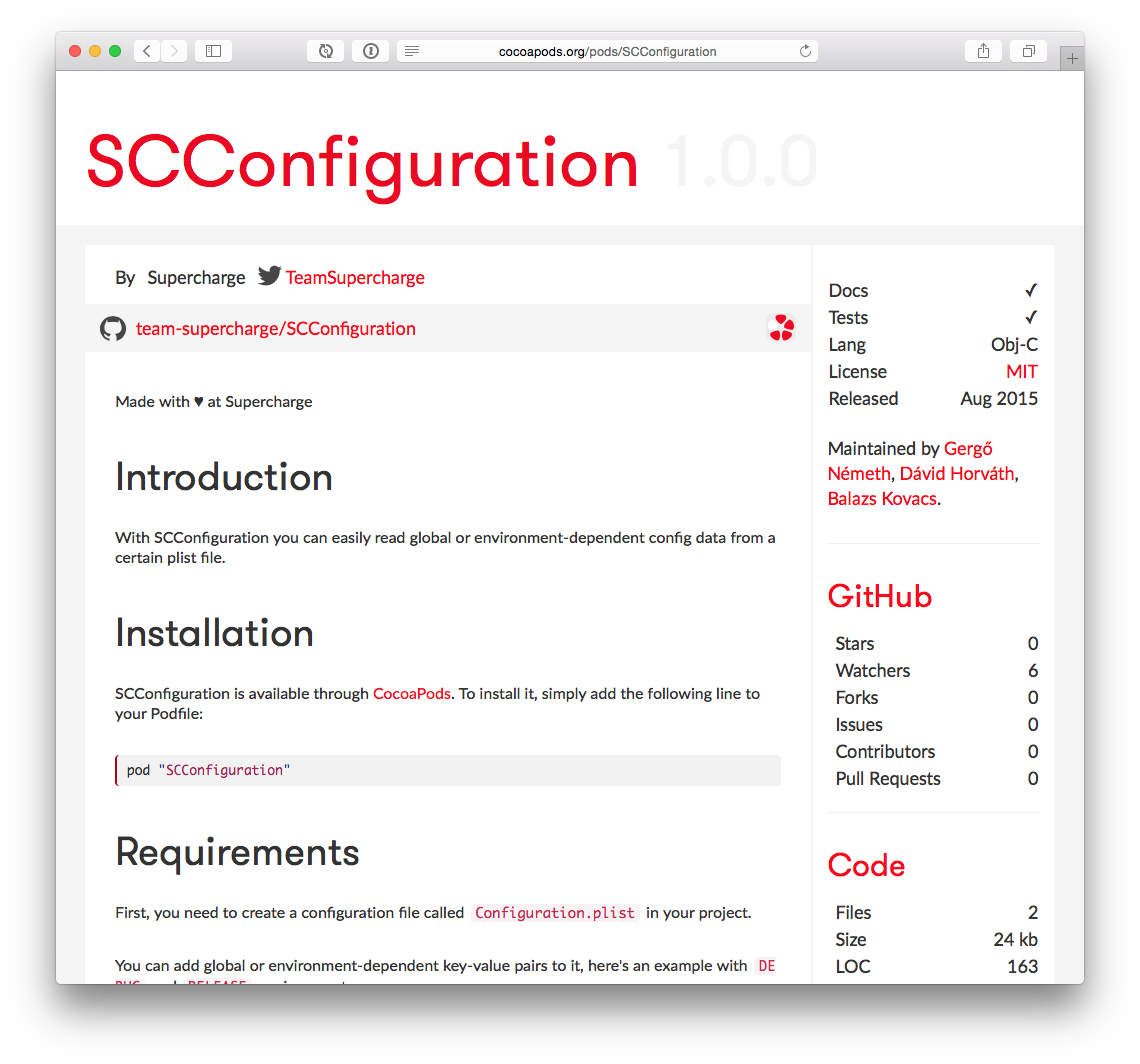 cocoapods.org/pods/SCConfiguration
SCConfiguration 1.0.0
By Supercharge TeamSupercharge
team-supercharge/SCConfiguration
Made with ♥ at Supercharge
Introduction
With SCConfiguration you can easily read global or environment-dependent config data from a
certain plist file.
Installation
SCConfiguration is available through CocoaPods. To install it, simply add the following line to
your Podfile:
pod "SCConfiguration"
Requirements
First, you need to create a configuration file called Configuration.plist in your project.
You can add global or environment-dependent key-value pairs to it, here's an example with DE
Docs ✓
Tests ✓
Lang Obj-C
License MIT
Released Aug 2015
Maintained by Gergő
Németh, Dávid Horváth,
Balazs Kovacs.
GitHub
Stars 0
Watchers 6
Forks 0
Issues 0
Contributors 0
Pull Requests 0
Code
Files 2
Size 24 kb
LOC 163